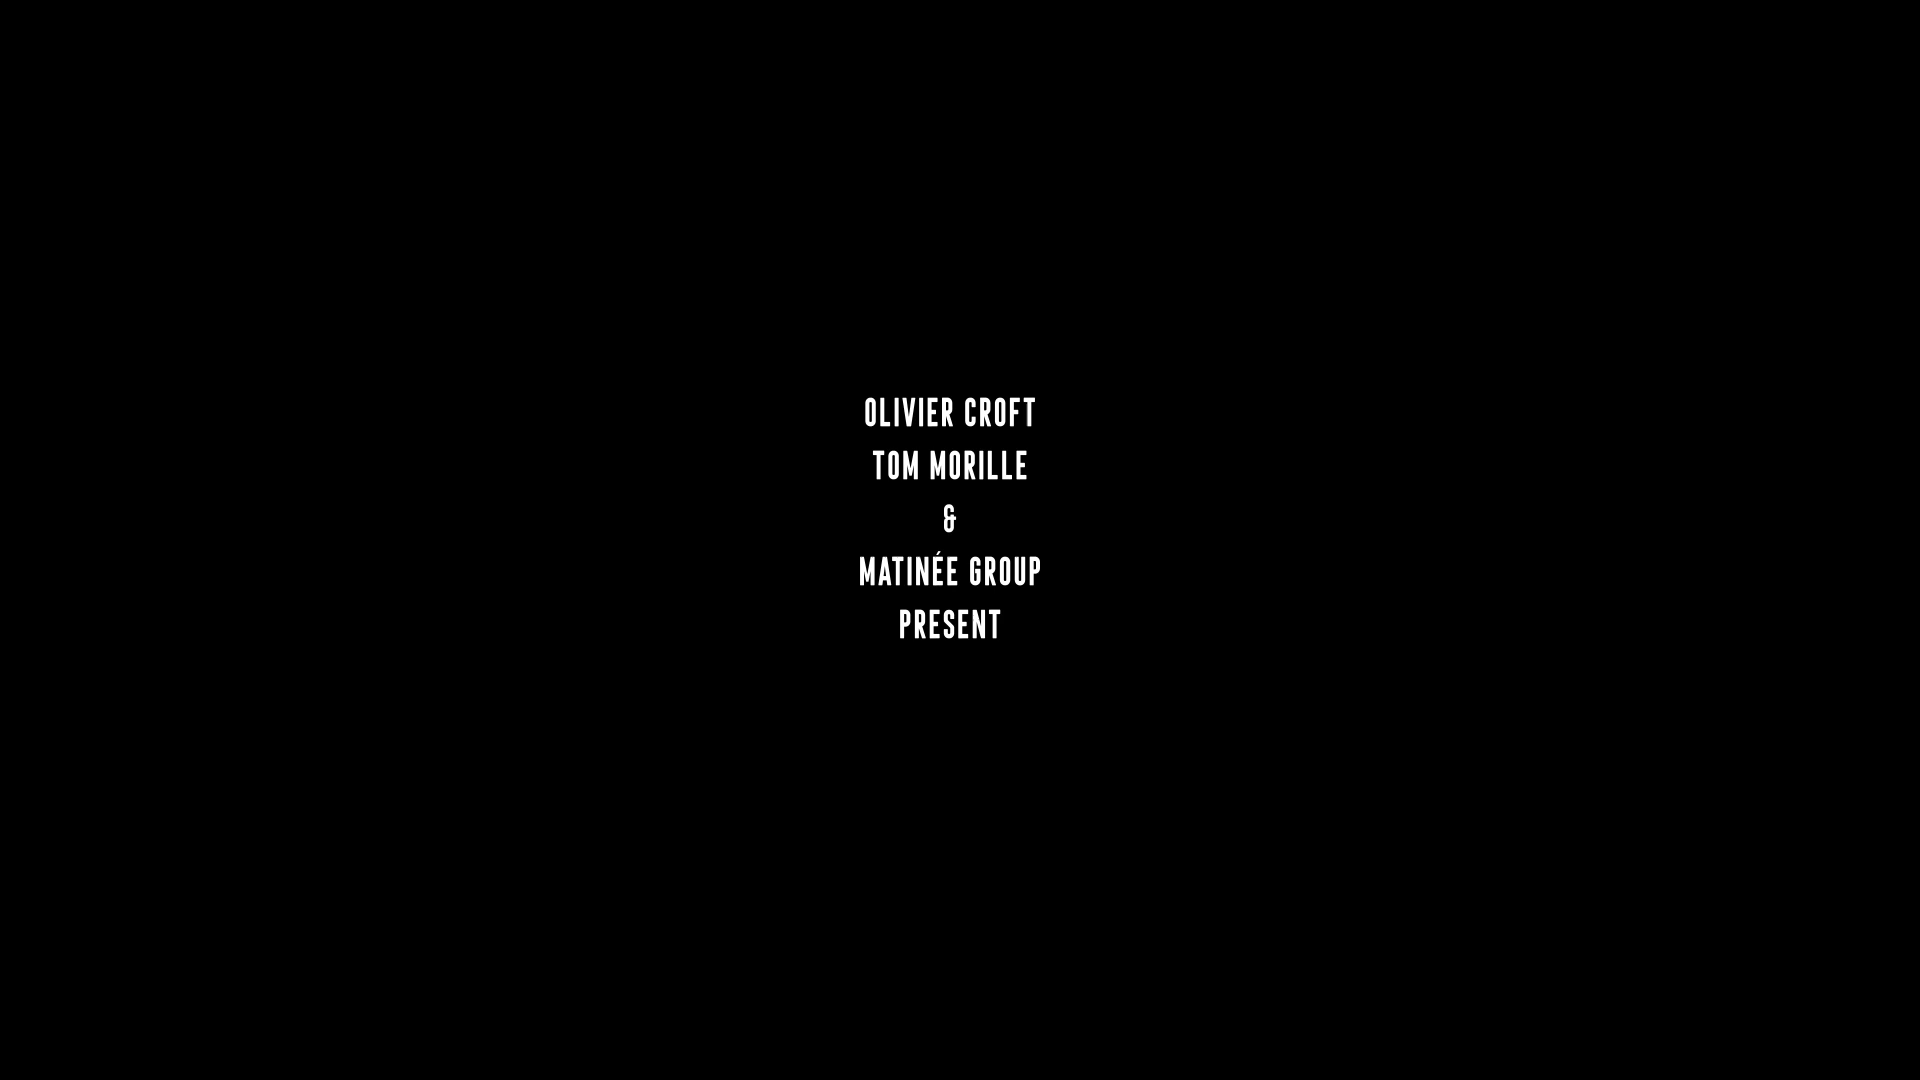 OLIVIER CROFT
TOM MORILLE
&
MATINÉE GROUP
PRESENT